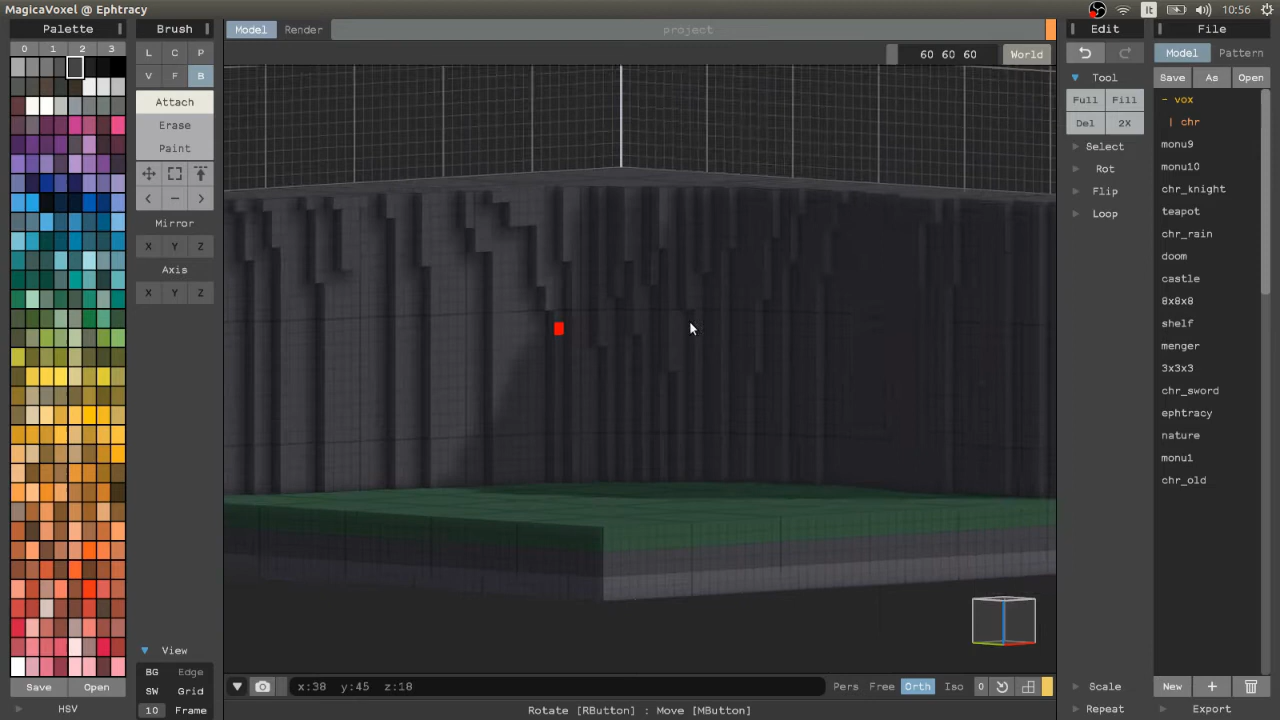 MagicaVoxel @ Ephtracy
It
10:56
Palette
Brush
Model Render
project
Edit
File
0 1 2 3
L C P
60 60 60 World
Model Pattern
V F B
Tool
Save As Open
Attach
Full Fill
- vox
Erase
Del 2X
| chr
Paint
Select
monu9
Rot
monu10
Flip
chr_knight
Loop
teapot
Mirror
chr_rain
X Y Z
doom
Axis
castle
X Y Z
8x8x8
shelf
menger
3x3x3
chr_sword
ephtracy
nature
monu1
chr_old
View
BG Edge
Save Open
SW Grid
x:38 y:45 z:18
Pers Free Orth Iso 0
Scale
New +
HSV
10 Frame
Rotate [RButton] : Move [MButton]
Repeat
Export